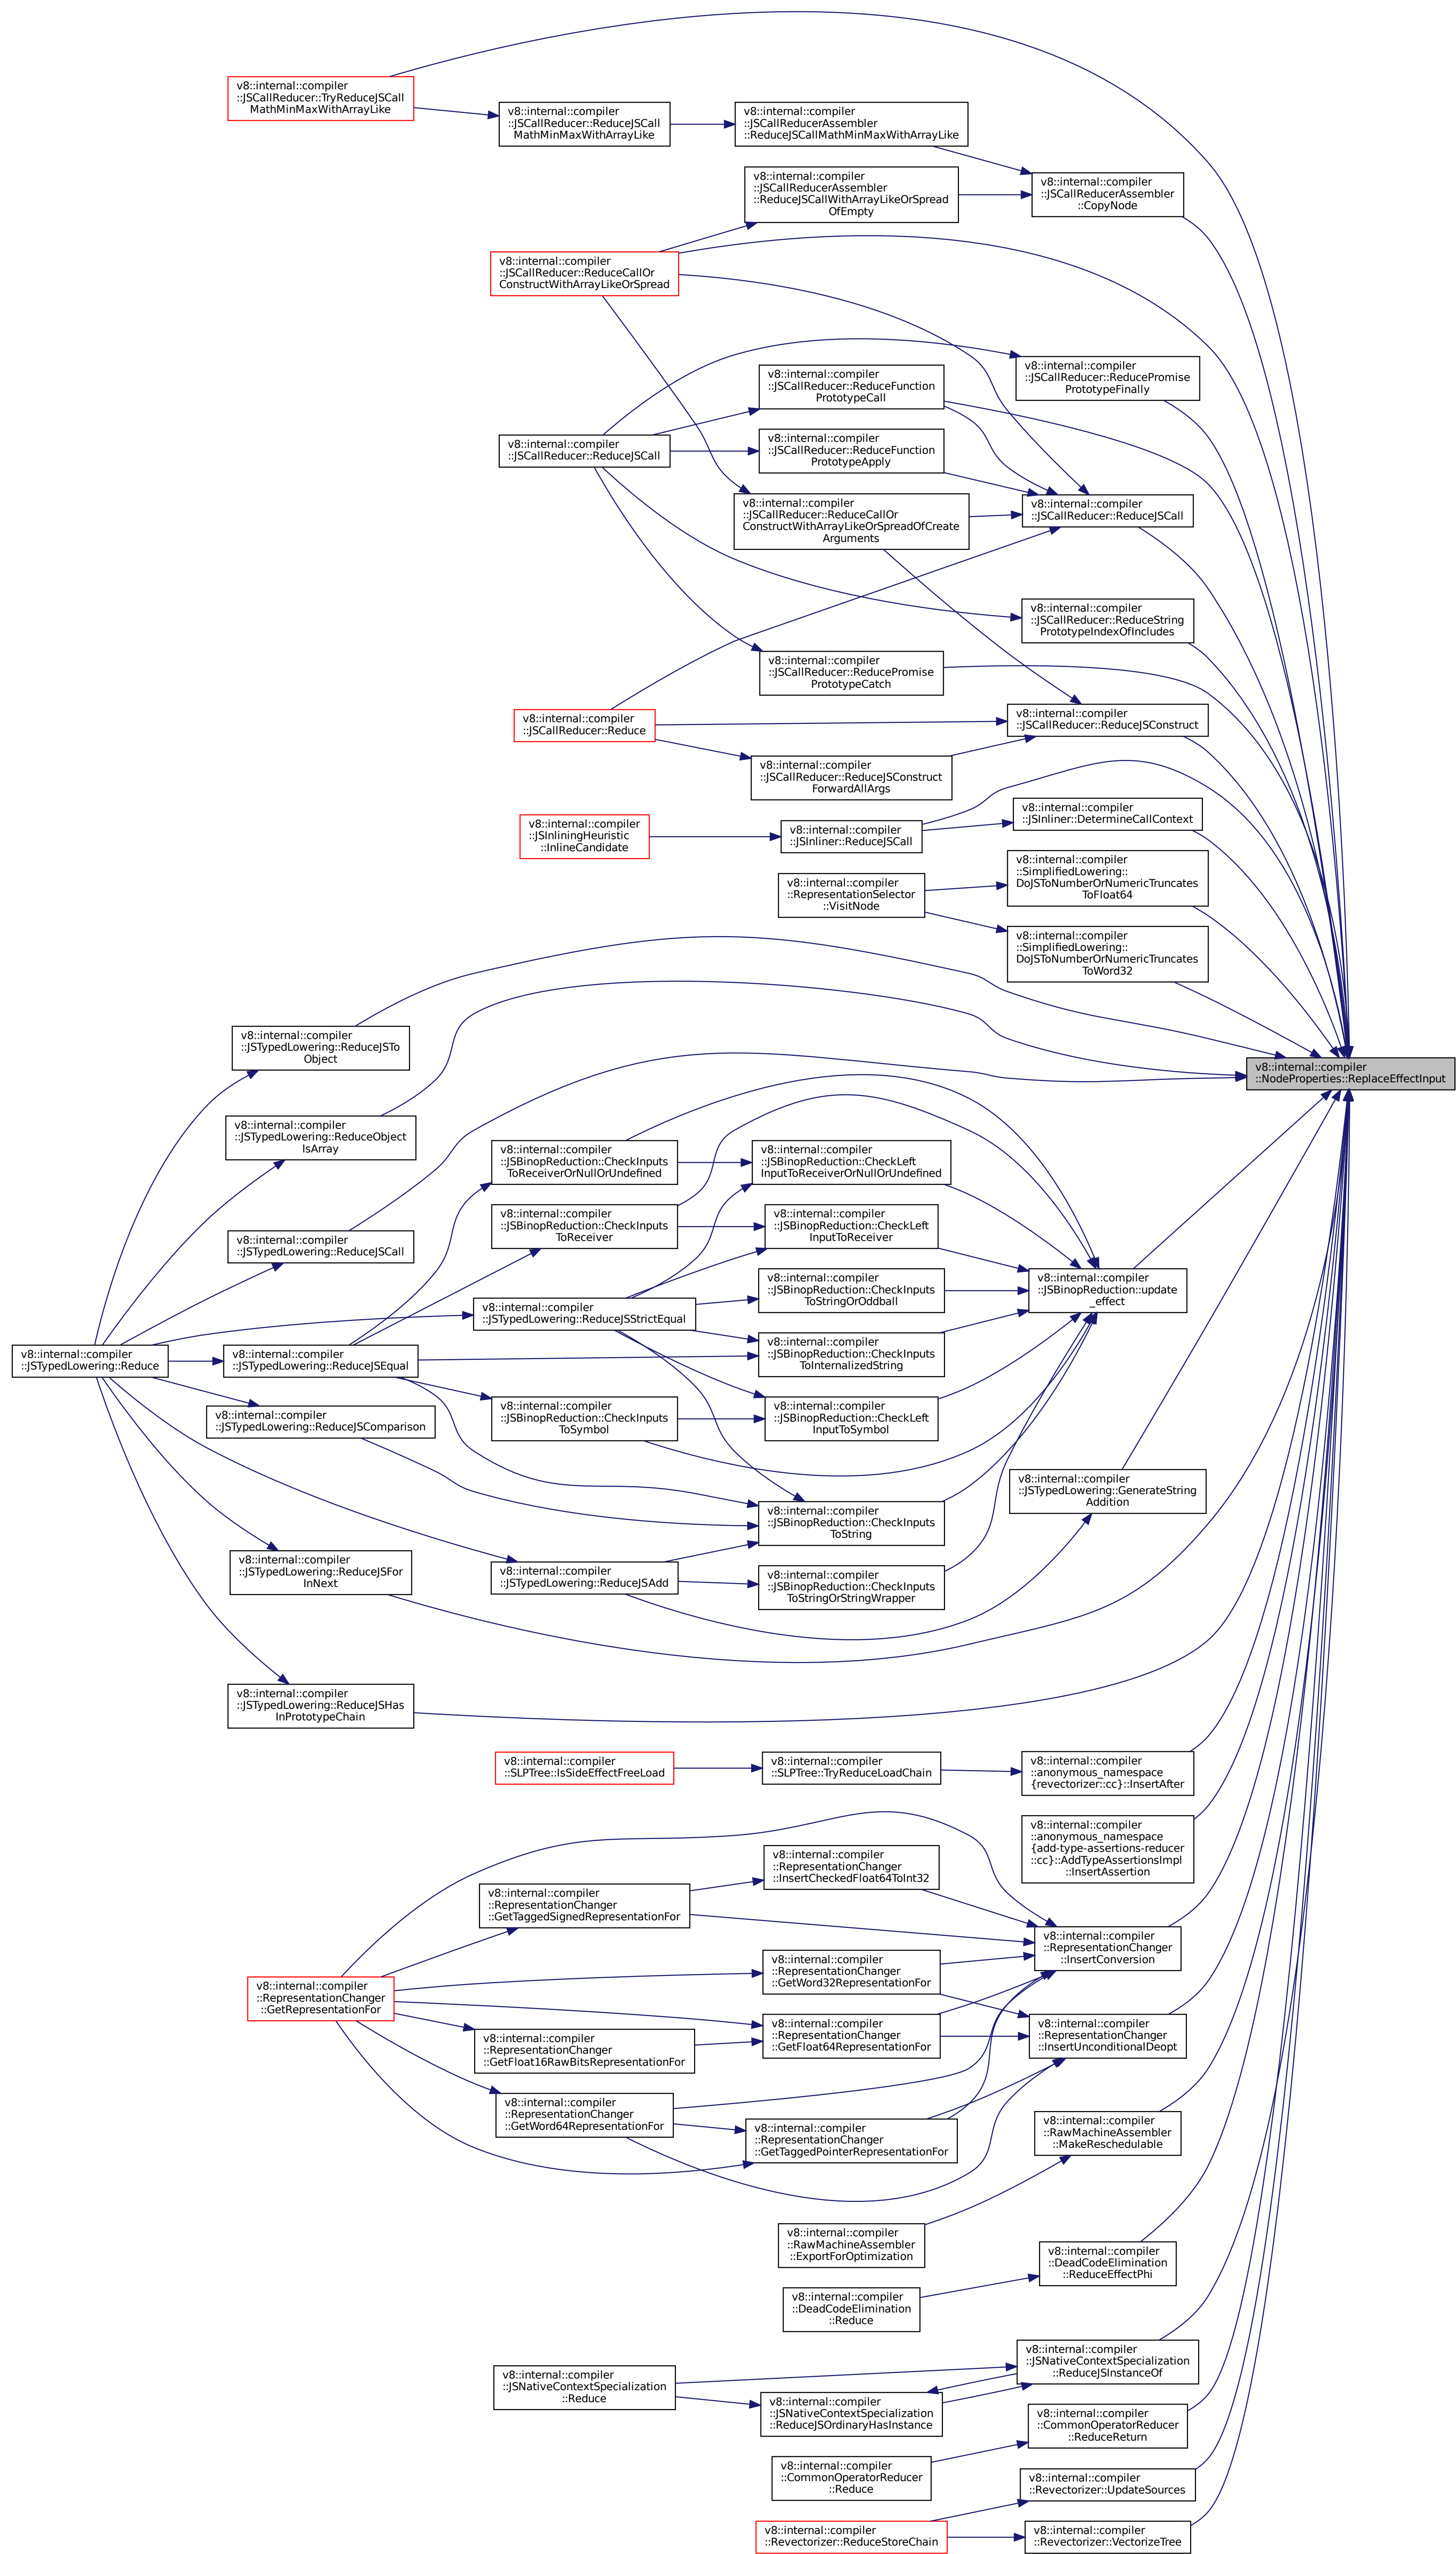 v8::internal::compiler
::JSCallReducer::TryReduceJSCall
MathMinMaxWithArrayLike
v8::internal::compiler
::JSCallReducer::ReduceJSCall
MathMinMaxWithArrayLike
v8::internal::compiler
::JSCallReducerAssembler
::ReduceJSCallMathMinMaxWithArrayLike
v8::internal::compiler
::JSCallReducerAssembler
::ReduceJSCallWithArrayLikeOrSpread
OfEmpty
v8::internal::compiler
::JSCallReducerAssembler
::CopyNode
v8::internal::compiler
::JSCallReducer::ReduceCallOr
ConstructWithArrayLikeOrSpread
v8::internal::compiler
::JSCallReducer::ReducePromise
PrototypeFinally
v8::internal::compiler
::JSCallReducer::ReduceFunction
PrototypeCall
v8::internal::compiler
::JSCallReducer::ReduceJSCall
v8::internal::compiler
::JSCallReducer::ReduceFunction
PrototypeApply
v8::internal::compiler
::JSCallReducer::ReduceCallOr
ConstructWithArrayLikeOrSpreadOfCreate
Arguments
v8::internal::compiler
::JSCallReducer::ReduceJSCall
v8::internal::compiler
::JSCallReducer::ReduceString
PrototypeIndexOfIncludes
v8::internal::compiler
::JSCallReducer::ReducePromise
PrototypeCatch
v8::internal::compiler
::JSCallReducer::Reduce
v8::internal::compiler
::JSCallReducer::ReduceJSConstruct
v8::internal::compiler
::JSCallReducer::ReduceJSConstruct
ForwardAllArgs
v8::internal::compiler
::JSInliningHeuristic
::InlineCandidate
v8::internal::compiler
::JSInliner::ReduceJSCall
v8::internal::compiler
::JSInliner::DetermineCallContext
v8::internal::compiler
::SimplifiedLowering::
DoJSToNumberOrNumericTruncates
ToFloat64
v8::internal::compiler
::RepresentationSelector
::VisitNode
v8::internal::compiler
::SimplifiedLowering::
DoJSToNumberOrNumericTruncates
ToWord32
v8::internal::compiler
::JSTypedLowering::ReduceJSTo
Object
v8::internal::compiler
::NodeProperties::ReplaceEffectInput
v8::internal::compiler
::JSTypedLowering::ReduceObject
IsArray
v8::internal::compiler
::JSBinopReduction::CheckInputs
ToReceiverOrNullOrUndefined
v8::internal::compiler
::JSBinopReduction::CheckLeft
InputToReceiverOrNullOrUndefined
v8::internal::compiler
::JSTypedLowering::ReduceJSCall
v8::internal::compiler
::JSBinopReduction::CheckInputs
ToReceiver
v8::internal::compiler
::JSBinopReduction::CheckLeft
InputToReceiver
v8::internal::compiler
::JSBinopReduction::CheckInputs
ToStringOrOddball
v8::internal::compiler
::JSBinopReduction::update
_effect
v8::internal::compiler
::JSTypedLowering::ReduceJSStrictEqual
v8::internal::compiler
::JSTypedLowering::Reduce
v8::internal::compiler
::JSTypedLowering::ReduceJSEqual
v8::internal::compiler
::JSBinopReduction::CheckInputs
ToInternalizedString
v8::internal::compiler
::JSTypedLowering::ReduceJSComparison
v8::internal::compiler
::JSBinopReduction::CheckInputs
ToSymbol
v8::internal::compiler
::JSBinopReduction::CheckLeft
InputToSymbol
v8::internal::compiler
::JSTypedLowering::GenerateString
Addition
v8::internal::compiler
::JSBinopReduction::CheckInputs
ToString
v8::internal::compiler
::JSTypedLowering::ReduceJSFor
InNext
v8::internal::compiler
::JSTypedLowering::ReduceJSAdd
v8::internal::compiler
::JSBinopReduction::CheckInputs
ToStringOrStringWrapper
v8::internal::compiler
::JSTypedLowering::ReduceJSHas
InPrototypeChain
v8::internal::compiler
::SLPTree::IsSideEffectFreeLoad
v8::internal::compiler
::SLPTree::TryReduceLoadChain
v8::internal::compiler
::anonymous_namespace
{revectorizer::cc}::InsertAfter
v8::internal::compiler
::anonymous_namespace
{add-type-assertions-reducer
::cc}::AddTypeAssertionsImpl
::InsertAssertion
v8::internal::compiler
::RepresentationChanger
::InsertCheckedFloat64ToInt32
v8::internal::compiler
::RepresentationChanger
::GetTaggedSignedRepresentationFor
v8::internal::compiler
::RepresentationChanger
::InsertConversion
v8::internal::compiler
::RepresentationChanger
::GetRepresentationFor
v8::internal::compiler
::RepresentationChanger
::GetWord32RepresentationFor
v8::internal::compiler
::RepresentationChanger
::GetFloat16RawBitsRepresentationFor
v8::internal::compiler
::RepresentationChanger
::GetFloat64RepresentationFor
v8::internal::compiler
::RepresentationChanger
::InsertUnconditionalDeopt
v8::internal::compiler
::RepresentationChanger
::GetWord64RepresentationFor
v8::internal::compiler
::RepresentationChanger
::GetTaggedPointerRepresentationFor
v8::internal::compiler
::RawMachineAssembler
::MakeReschedulable
v8::internal::compiler
::RawMachineAssembler
::ExportForOptimization
v8::internal::compiler
::DeadCodeElimination
::ReduceEffectPhi
v8::internal::compiler
::DeadCodeElimination
::Reduce
v8::internal::compiler
::JSNativeContextSpecialization
::ReduceJSInstanceOf
v8::internal::compiler
::JSNativeContextSpecialization
::Reduce
v8::internal::compiler
::JSNativeContextSpecialization
::ReduceJSOrdinaryHasInstance
v8::internal::compiler
::CommonOperatorReducer
::ReduceReturn
v8::internal::compiler
::CommonOperatorReducer
::Reduce
v8::internal::compiler
::Revectorizer::UpdateSources
v8::internal::compiler
::Revectorizer::ReduceStoreChain
v8::internal::compiler
::Revectorizer::VectorizeTree